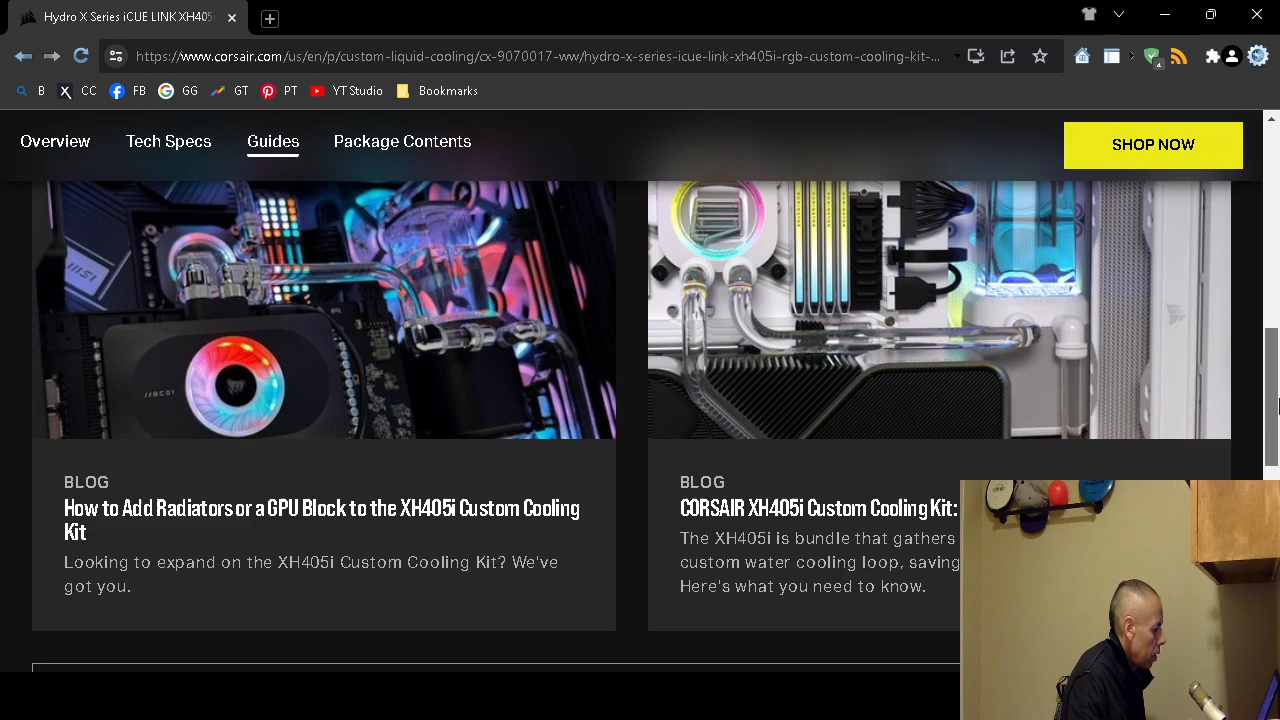 Hydro X Series iCUE LINK XH405i
https://www.corsair.com/us/en/p/custom-liquid-cooling/cx-9070017-ww/hydro-x-series-icue-link-xh405i-rgb-custom-cooling-kit-...
B CC FB GG GT PT YT Studio Bookmarks
Overview Tech Specs Guides Package Contents SHOP NOW
msi
BLOG
How to Add Radiators or a GPU Block to the XH405i Custom Cooling
Kit
Looking to expand on the XH405i Custom Cooling Kit? We've
got you.
BLOG
CORSAIR XH405i Custom Cooling Kit:
The XH405i is bundle that gathers
custom water cooling loop, saving
Here's what you need to know.